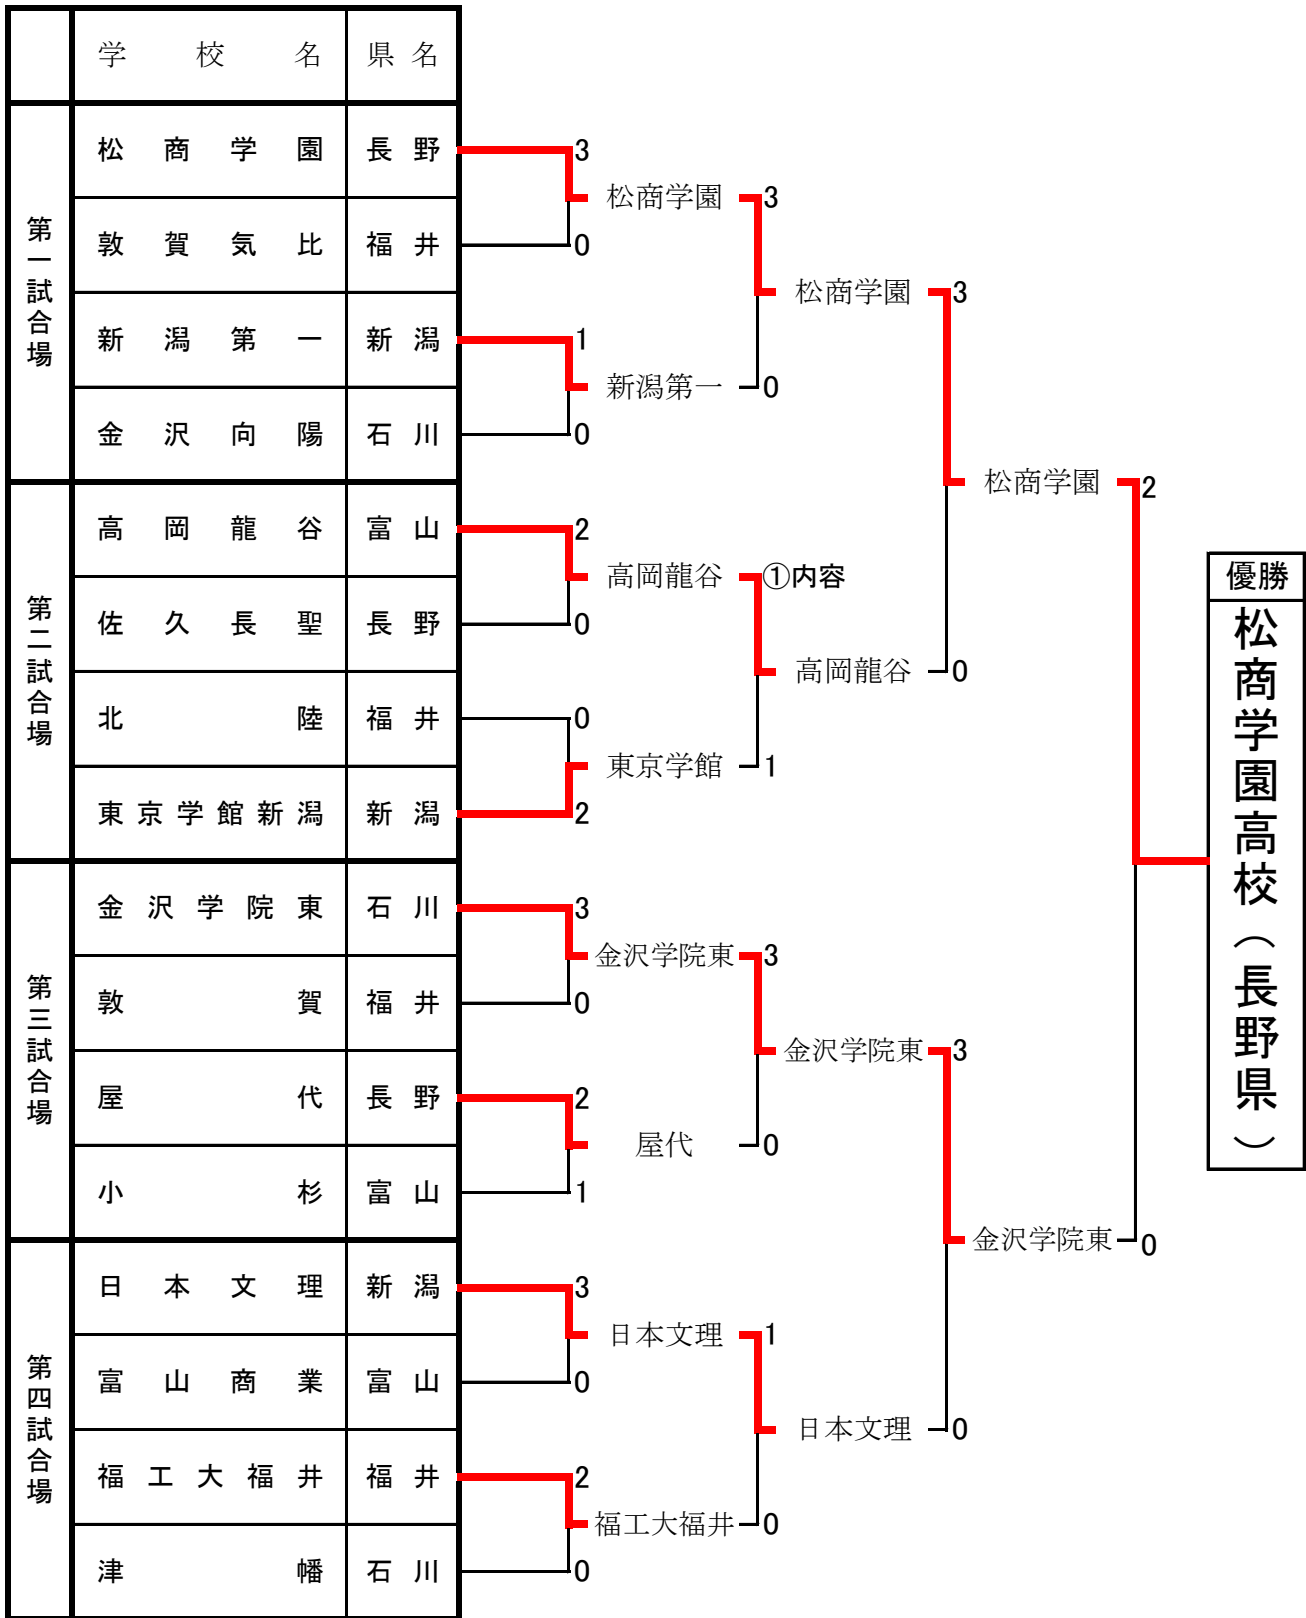 学校名 県名
第一試合場
松商学園 長野 3
敦賀気比 福井 0
新潟第一 新潟 1
金沢向陽 石川 0
第二試合場
高岡龍谷 富山 2
佐久長聖 長野 0
北陸 福井 0
東京学館新潟 新潟 2
第三試合場
金沢学院東 石川 3
敦賀 福井 0
屋代 長野 2
小杉 富山 1
第四試合場
日本文理 新潟 3
富山商業 富山 0
福工大福井 福井 2
津幡 石川 0
松商学園 3
新潟第一 0
高岡龍谷 ①内容
東京学館 1
金沢学院東 3
屋代 0
日本文理 1
福工大福井 0
松商学園 3
高岡龍谷 0
金沢学院東 3
日本文理 0
松商学園 2
金沢学院東 0
優勝
松商学園高校(長野県)